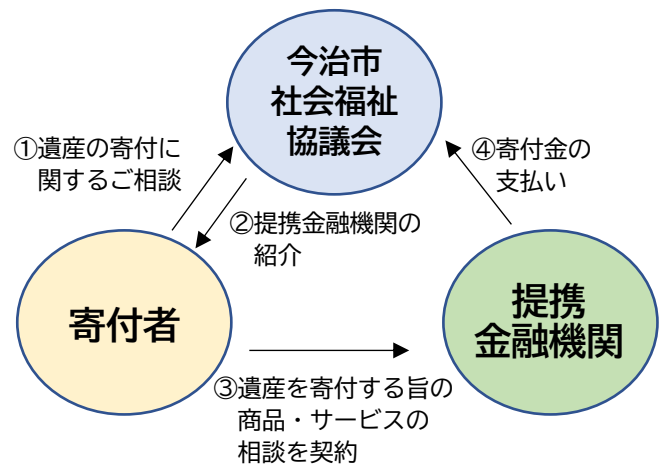 今治市
社会福祉
協議会
①遺産の寄付に
関するご相談
④寄付金の
支払い
②提携金融機関の
紹介
寄付者
提携
金融機関
③遺産を寄付する旨の
商品・サービスの
相談を契約